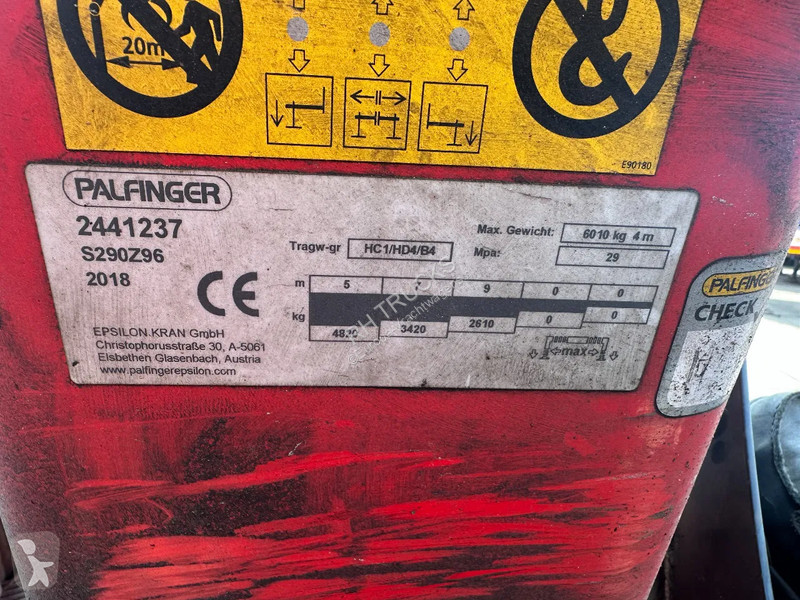 20m
E90180
PALFINGER
2441237
S290Z96
2018
CE
EPSILON.KRAN GmbH
Christophorusstraße 30, A-5061
Elsbethen Glasenbach, Austria
www.palfingerepsilon.com
Tragw-gr HC1/HD4/B4
Max. Gewicht: 6010 kg 4 m
Mpa: 29
m 5 9 0 0
kg 3420 2610 0 0
max
PALFINGER
CHECK